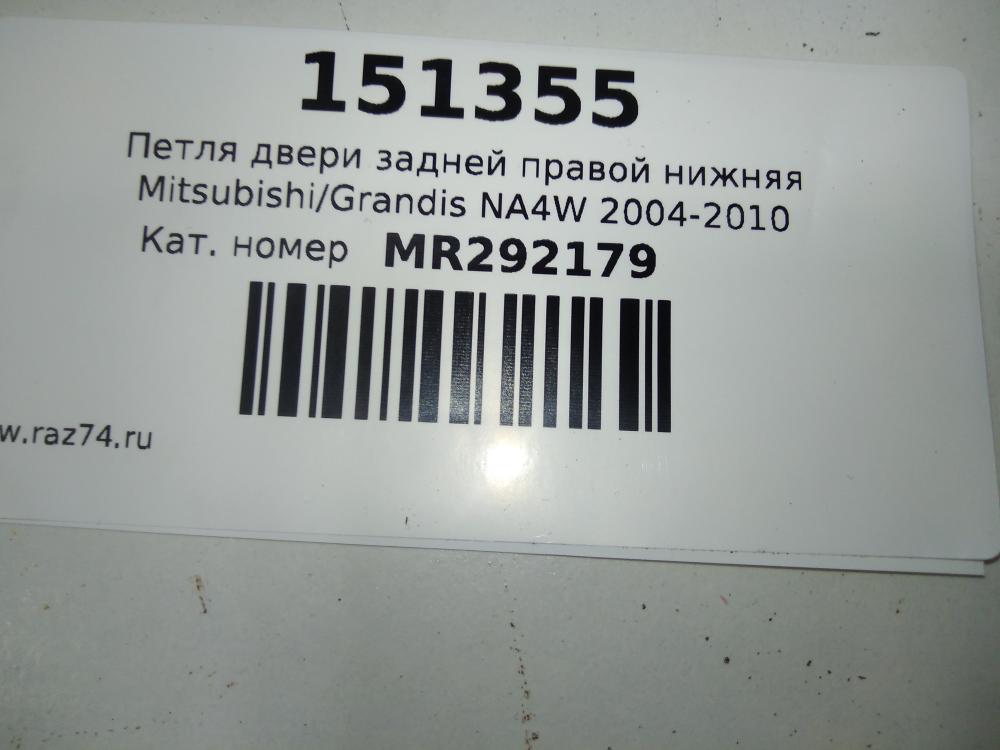 151355
Петля двери задней правой нижняя
Mitsubishi/Grandis NA4W 2004-2010
Кат. номер MR292179
w.raz74.ru